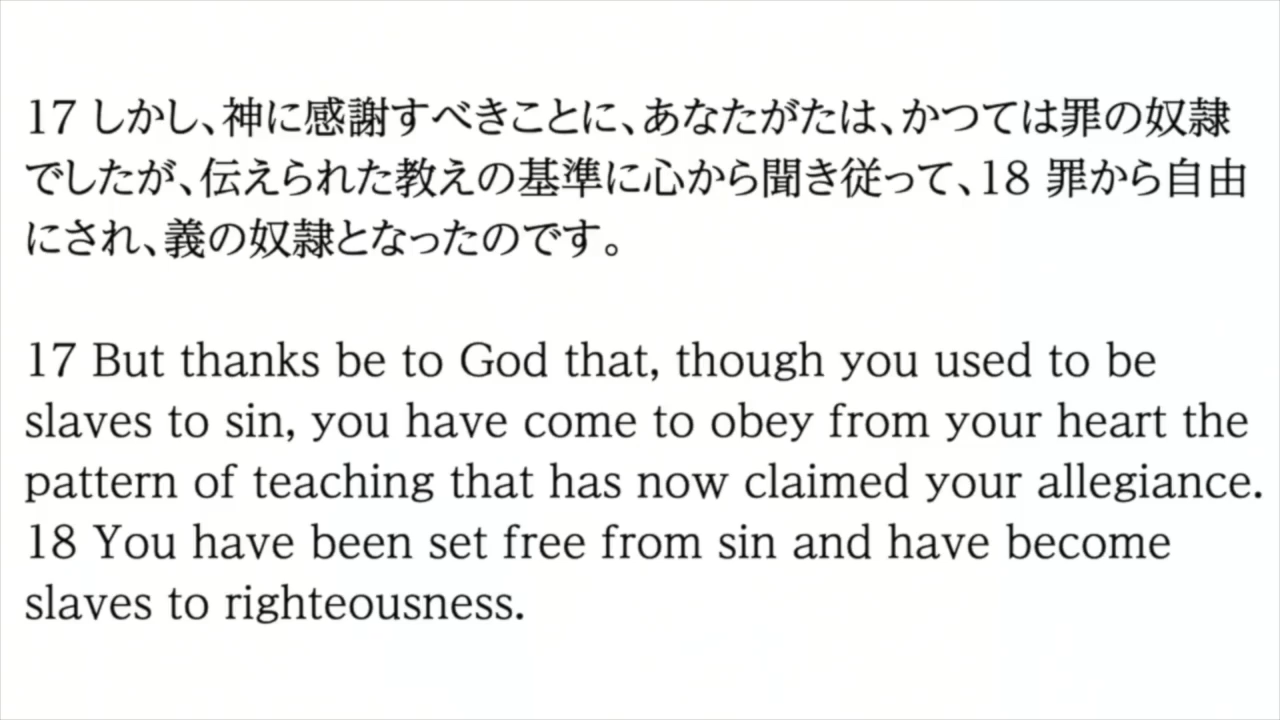 17 しかし、神に感謝すべきことに、あなたがたは、かつては罪の奴隷
でしたが、伝えられた教えの基準に心から聞き従って、18 罪から自由
にされ、義の奴隷となったのです。
17 But thanks be to God that, though you used to be
slaves to sin, you have come to obey from your heart the
pattern of teaching that has now claimed your allegiance.
18 You have been set free from sin and have become
slaves to righteousness.